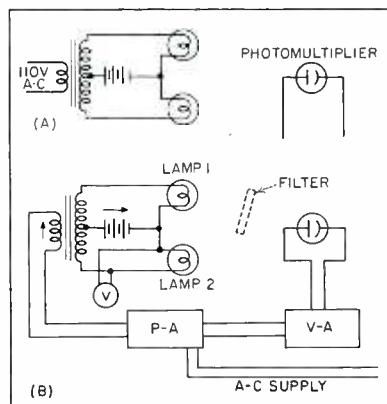 110V
A-C
(A)
PHOTOMULTIPLIER
LAMP 1
FILTER
V
LAMP 2
P-A
V-A
A-C SUPPLY
(B)